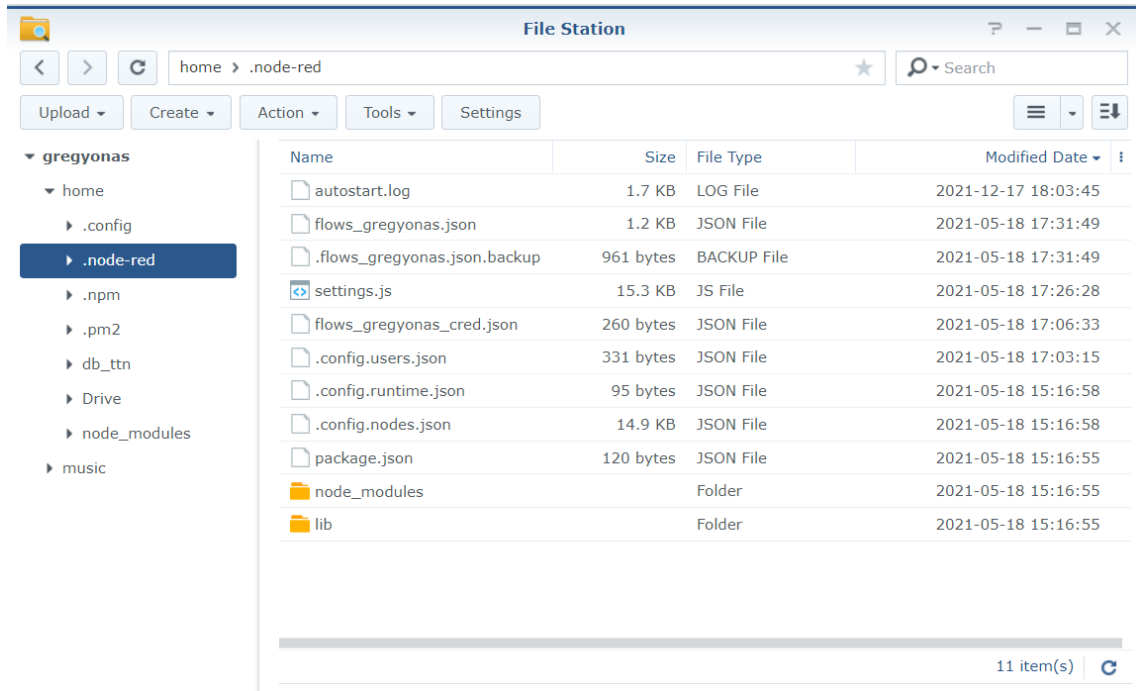 File Station
home .node-red
Search
Upload Create Action Tools Settings
gregyonas
home
.config
.node-red
.npm
.pm2
db_ttn
Drive
node_modules
music
Name Size File Type Modified Date
autostart.log 1.7 KB LOG File 2021-12-17 18:03:45
flows_gregyonas.json 1.2 KB JSON File 2021-05-18 17:31:49
.flows_gregyonas.json.backup 961 bytes BACKUP File 2021-05-18 17:31:49
settings.js 15.3 KB JS File 2021-05-18 17:26:28
flows_gregyonas_cred.json 260 bytes JSON File 2021-05-18 17:06:33
.config.users.json 331 bytes JSON File 2021-05-18 17:03:15
.config.runtime.json 95 bytes JSON File 2021-05-18 15:16:58
.config.nodes.json 14.9 KB JSON File 2021-05-18 15:16:58
package.json 120 bytes JSON File 2021-05-18 15:16:55
node_modules Folder 2021-05-18 15:16:55
lib Folder 2021-05-18 15:16:55
11 item(s)